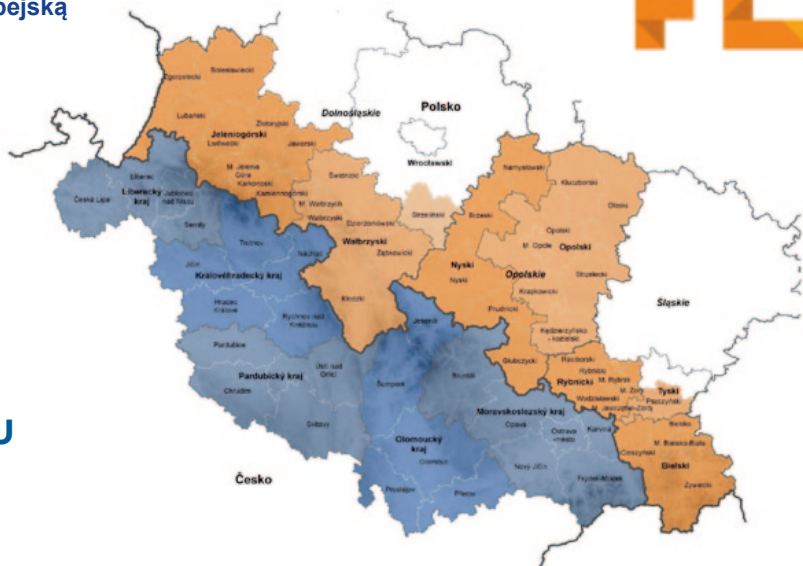 pejską
Bolesławiecki
Zgorzelecki
Lubański
Złotoryjski
Dolnośląskie
Polsko
Jeleniogórski
Lwówecki
Jaworski
Wrocławski
Namysłowski
M. Jelenia
Góra
Karkonoski
Kamiennogórski
Świdnicki
Kluczborski
Liberec
Liberecký
kraj
Česká Lípa
Jablonec
nad Nisou
Semily
M. Wałbrzych
Wałbrzyski
Dzierżoniowski
Strzeliński
Brzeski
Oleski
Wałbrzyski
Ząbkowicki
Opolski
M. Opole
Opolski
Trutnov
Náchod
Nyski
Opolskie
Nyski
Strzelecki
Jičín
Královéhradecký kraj
Kłodzki
Krapkowicki
Śląskie
Hradec
Králové
Rychnov nad
Kněžnou
Prudnicki
Jeseník
Kędzierzyńsko
-kozielski
Głubczycki
Pardubice
Ústí nad
Orlicí
Pardubický kraj
Chrudim
Svitavy
Šumperk
Bruntál
Raciborski
Rybnicki
Rybnicki
M. Rybnik
M. Żory
Tyski
Wodzisławski
Pszczyński
M. Jastrzębie-Zdrój
Moravskoslezský kraj
Opava
Ostrava
-město
Karviná
Bielsko
M. Bielsko-Biała
Cieszyński
Bielski
Olomoucký
kraj
Olomouc
Nový Jičín
Frýdek-Místek
Żywiecki
Prostějov
Přerov
Česko
U